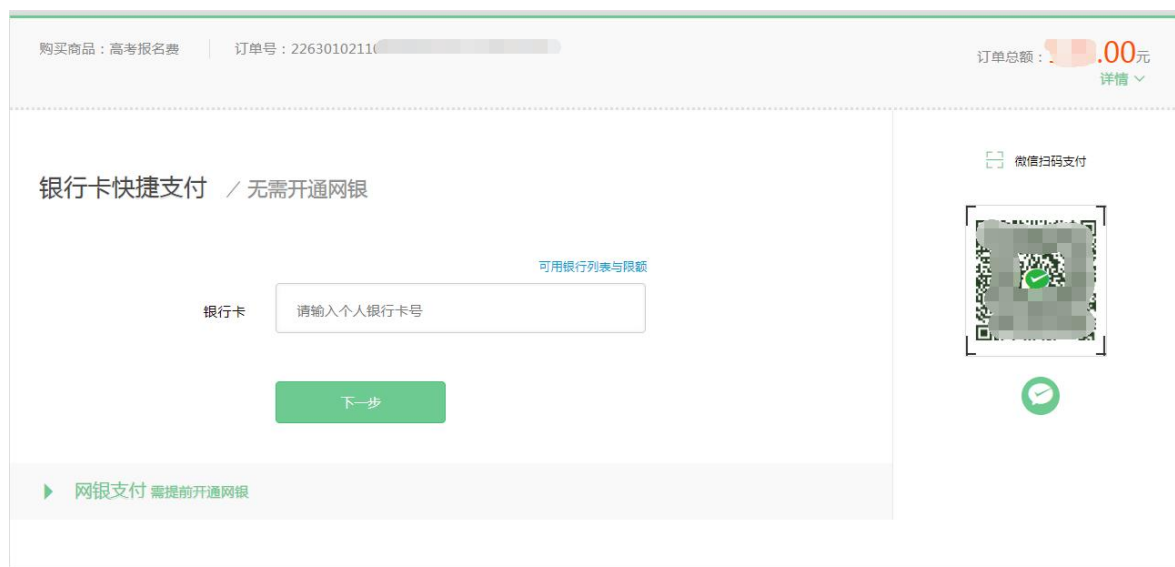 购买商品：高考报名费
订单号：2263010211
订单总额： .00元
详情
微信扫码支付
银行卡快捷支付 / 无需开通网银
可用银行列表与限额
银行卡
请输入个人银行卡号
下一步
网银支付 需提前开通网银